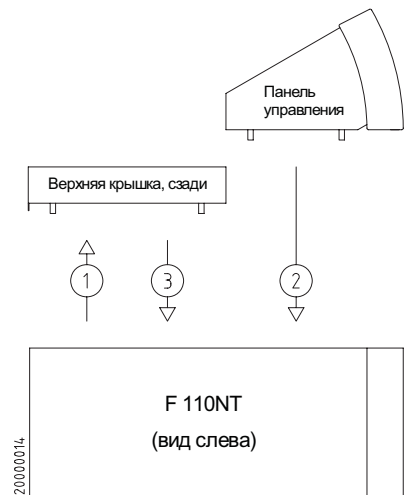 Панель
управления
Верхняя крышка, сзади
1
3
2
F 110NT
(вид слева)
20000014